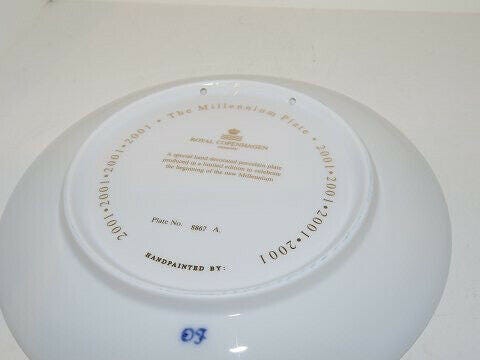 2001•2001•2001•2001• The Millennium Plate •2001•2001•2001•2001
ROYAL COPENHAGEN
A special hand decorated porcelain plate
produced in a limited edition to celebrate
the beginning of the new Millennium
Plate No. 8867 A.
HANDPAINTED BY: